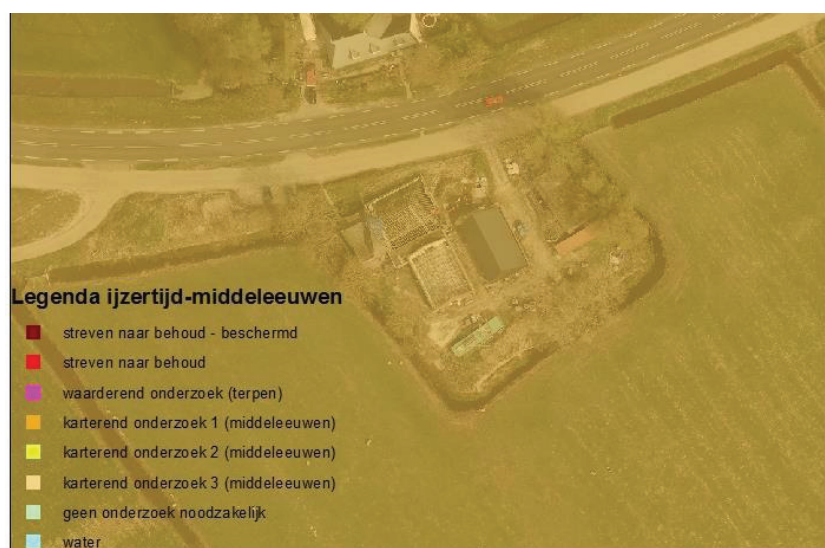 Legenda ijzertijd-middeleeuwen
streven naar behoud - beschermd
streven naar behoud
waarderend onderzoek (terpen)
karterend onderzoek 1 (middeleeuwen)
karterend onderzoek 2 (middeleeuwen)
karterend onderzoek 3 (middeleeuwen)
geen onderzoek noodzakelijk
water